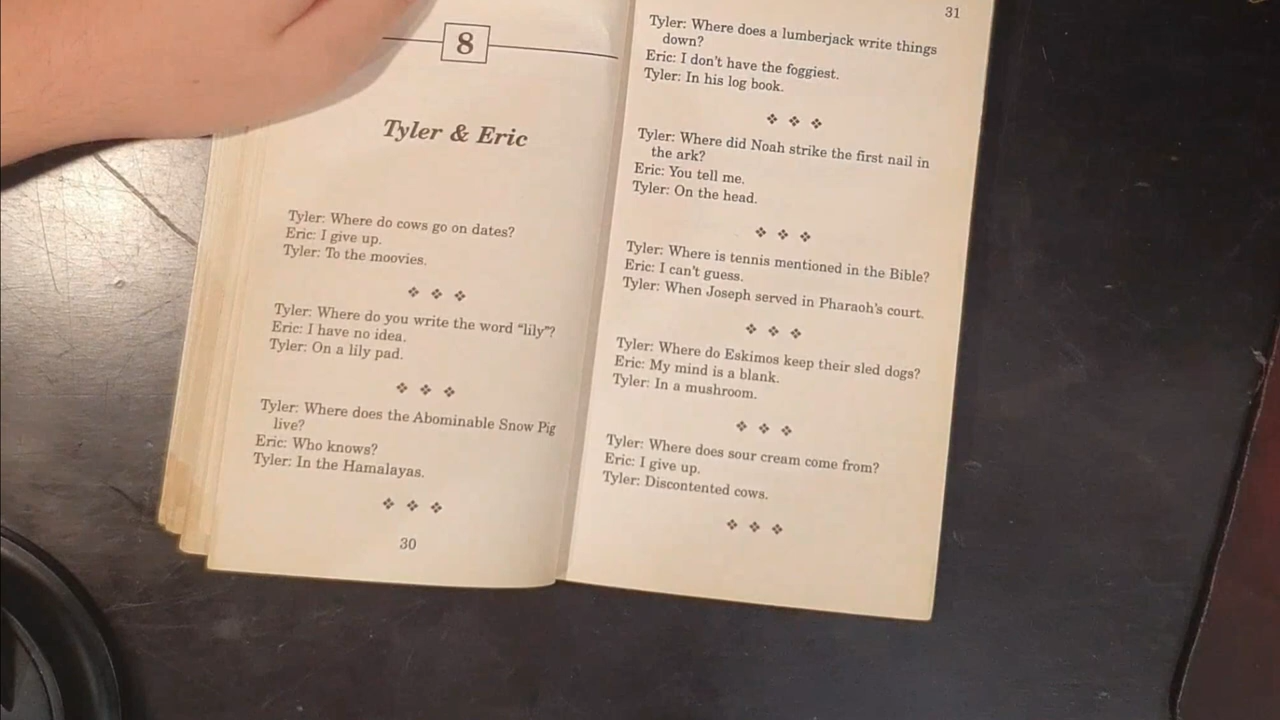 8
Tyler & Eric
Tyler: Where do cows go on dates?
Eric: I give up.
Tyler: To the moovies.
Tyler: Where do you write the word "lily"?
Eric: I have no idea.
Tyler: On a lily pad.
Tyler: Where does the Abominable Snow Pig
live?
Eric: Who knows?
Tyler: In the Hamalayas.
30
31
Tyler: Where does a lumberjack write things
down?
Eric: I don't have the foggiest.
Tyler: In his log book.
Tyler: Where did Noah strike the first nail in
the ark?
Eric: You tell me.
Tyler: On the head.
Tyler: Where is tennis mentioned in the Bible?
Eric: I can't guess.
Tyler: When Joseph served in Pharaoh's court.
Tyler: Where do Eskimos keep their sled dogs?
Eric: My mind is a blank.
Tyler: In a mushroom.
Tyler: Where does sour cream come from?
Eric: I give up.
Tyler: Discontented cows.